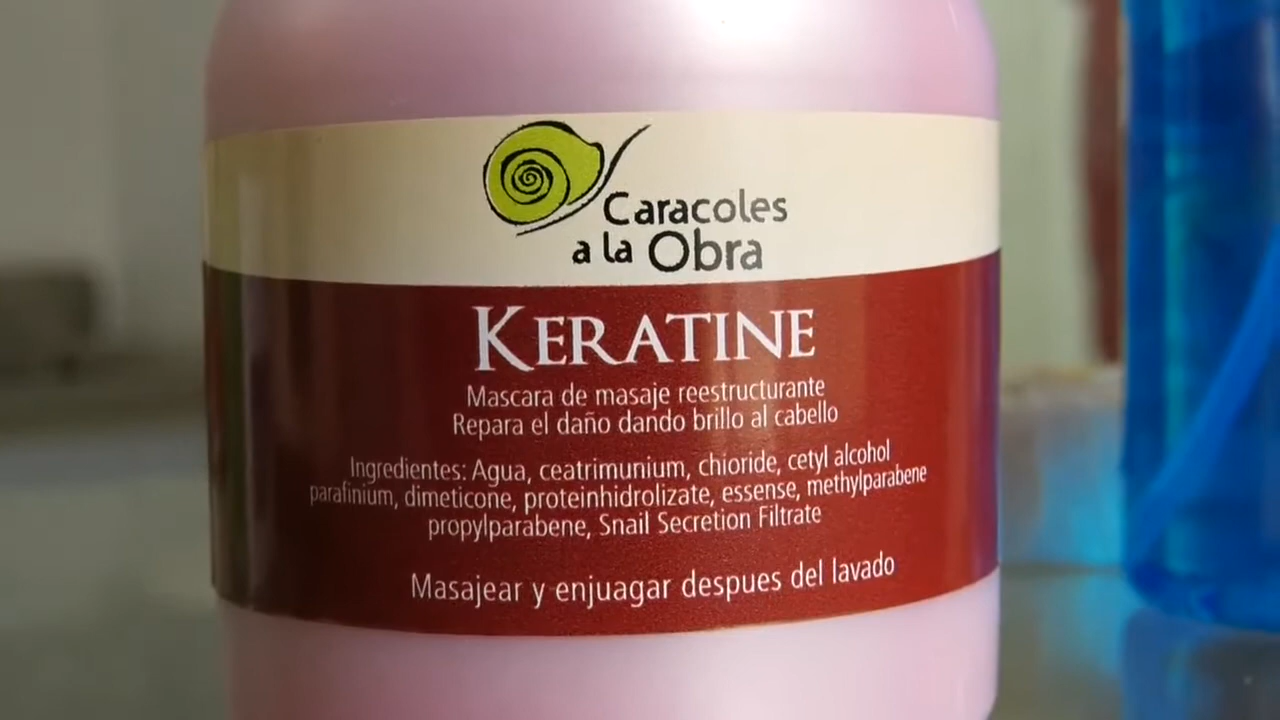 Caracoles
a la Obra
KERATINE
Mascara de masaje reestructurante
Repara el daño dando brillo al cabello
Ingredientes: Agua, ceatrimunium, chioride, cetyl alcohol
parafinium, dimeticone, proteinhidrolizate, essense, methylparabene
propylparabene, Snail Secretion Filtrate
Masajear y enjuagar despues del lavado